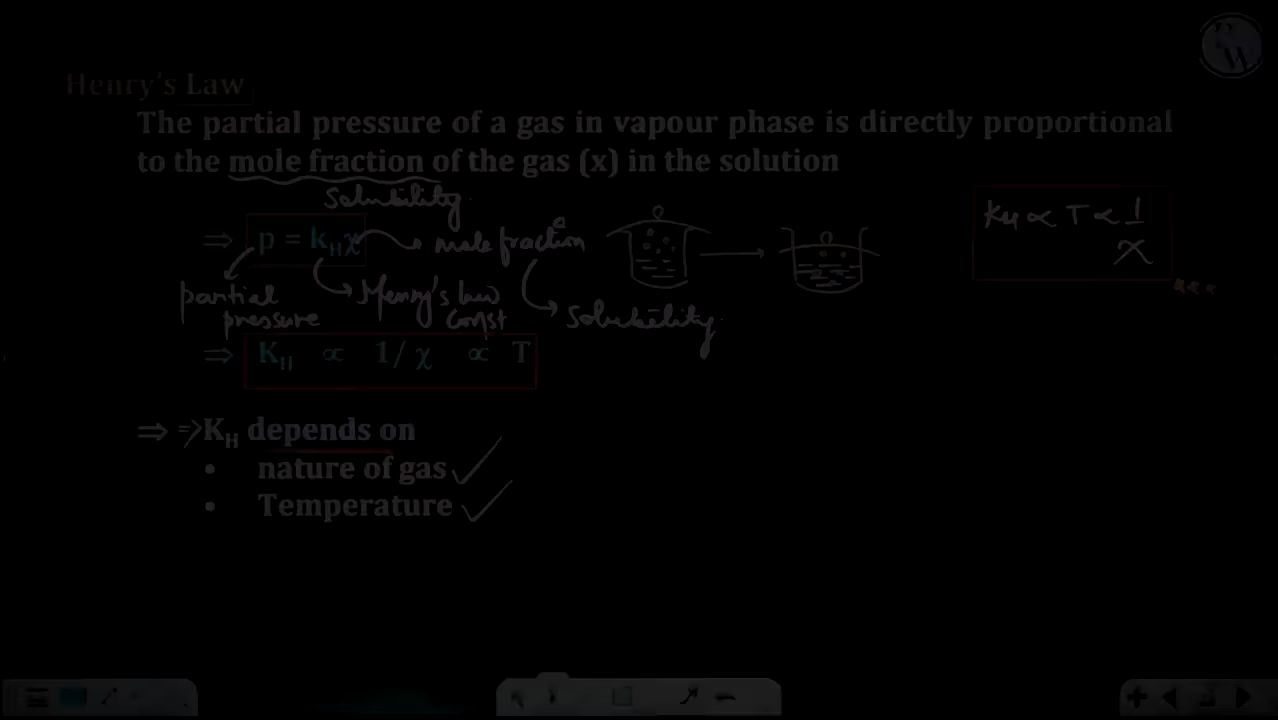 Henry's Law
The partial pressure of a gas in vapour phase is directly proportional
to the mole fraction of the gas (x) in the solution
Solubility
⇒ p = kHχ → mole fraction
partial pressure
Henry's law const
Solubility
KH ∝ T ∝ 1/x
⇒ KH ∝ 1/ χ ∝ T
⇒ ⇒KH depends on
• nature of gas ✓
• Temperature ✓